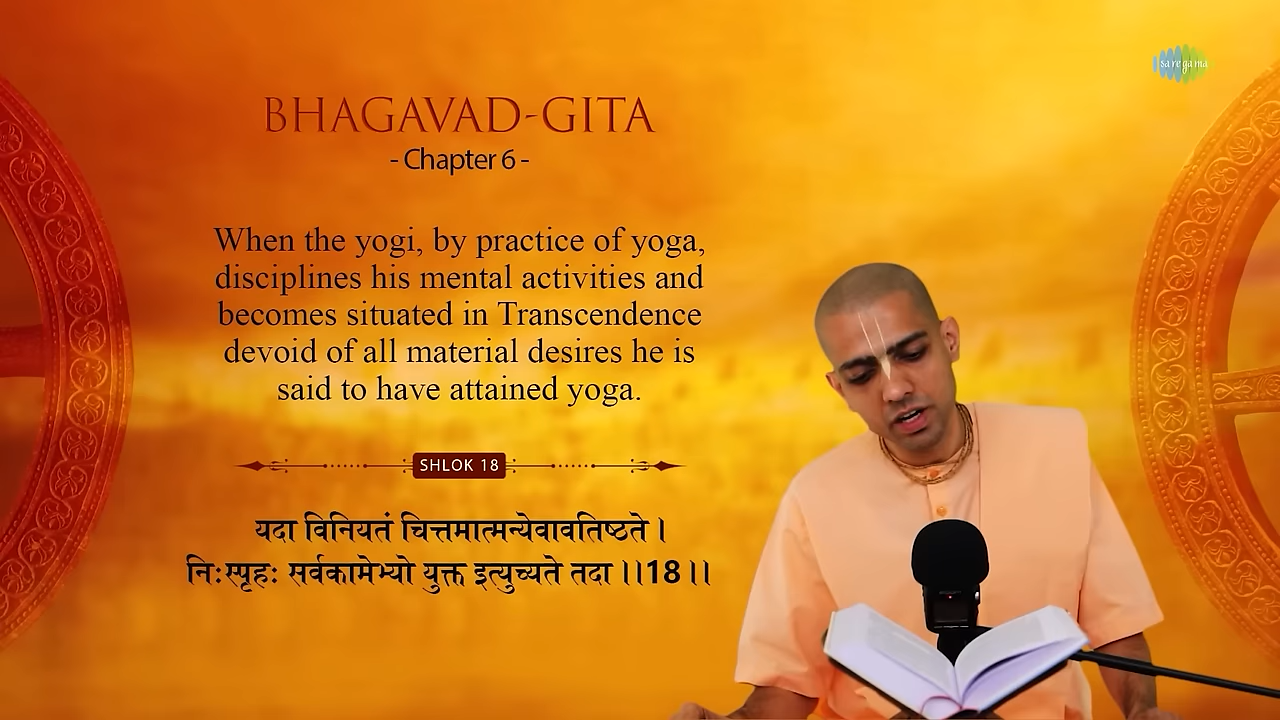 saregama
BHAGAVAD-GITA
- Chapter 6 -
When the yogi, by practice of yoga,
disciplines his mental activities and
becomes situated in Transcendence
devoid of all material desires he is
said to have attained yoga.
SHLOK 18
यदा विनियतं चित्तमात्मन्येवावतिष्ठते।
निःस्पृहः सर्वकामेभ्यो युक्त इत्युच्यते तदा।।18।।